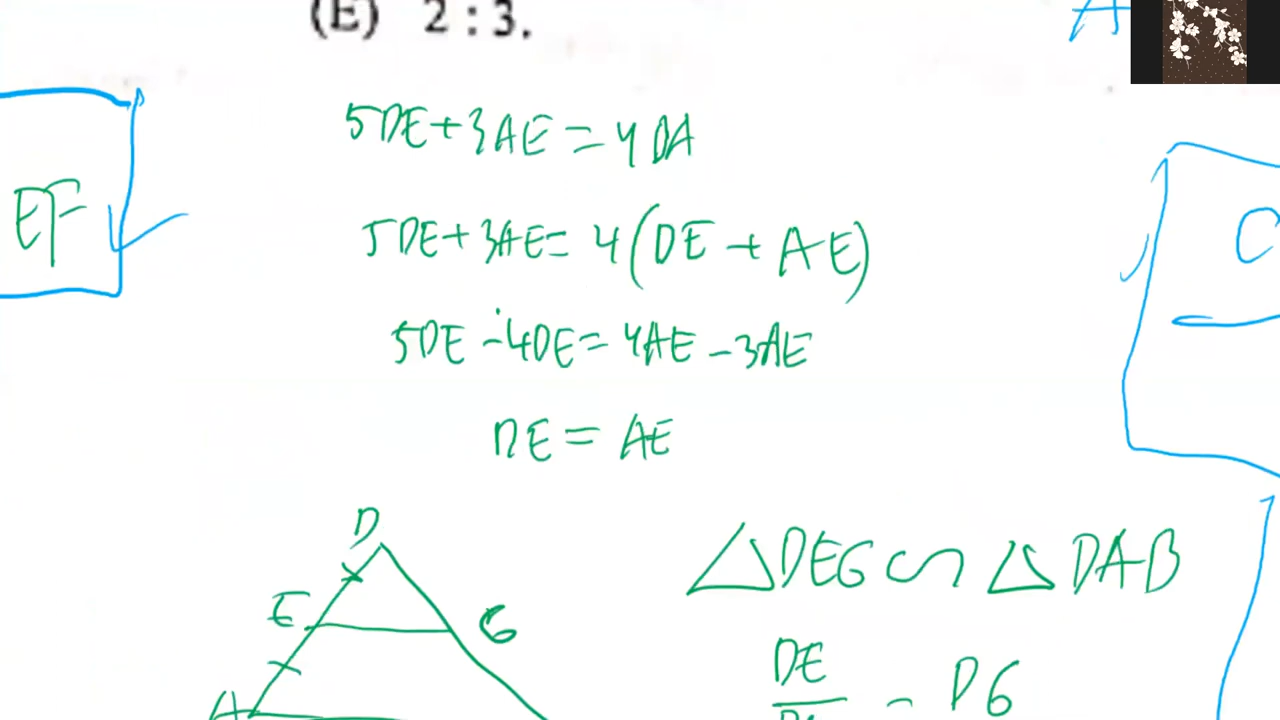 (E) 2 : 3.
A
5DE+3AE=4DA
EF
5DE+3AE=4(DE+AE)
C
5DE-4DE=4AE-3AE
DE=AE
D
△DEG ∽ △DAB
E
G
DE
= DG
A